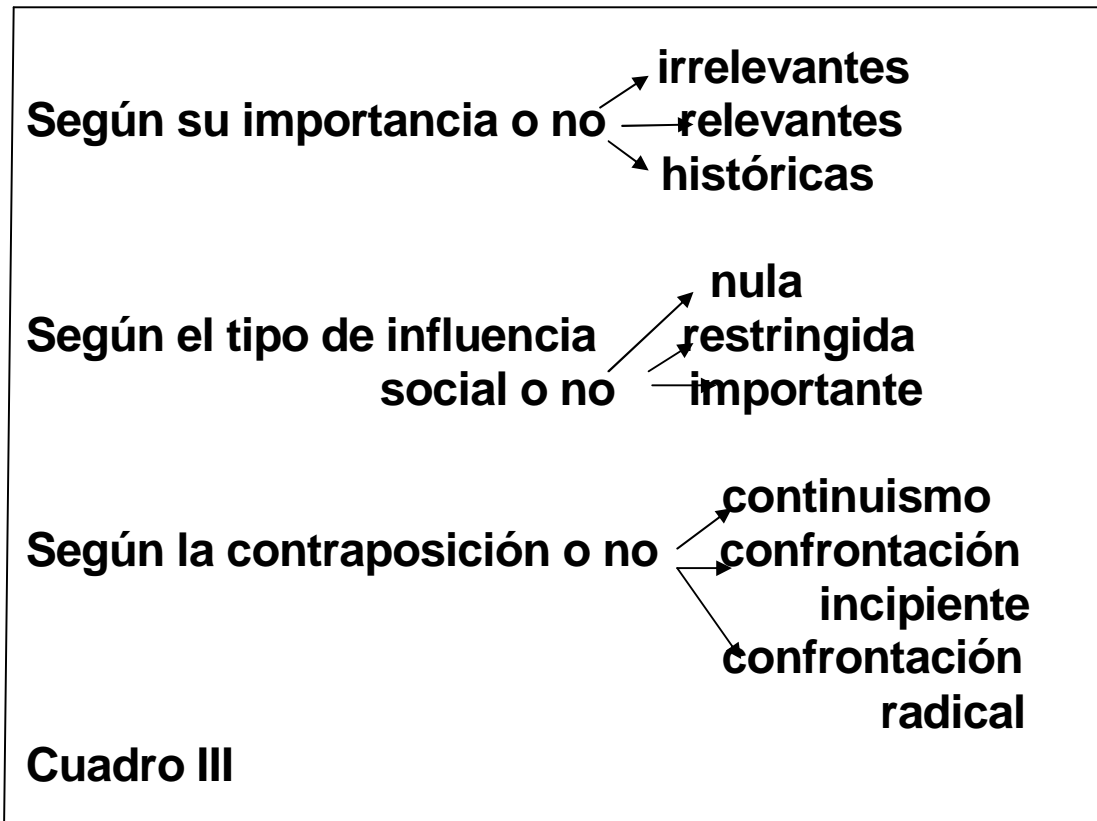 irrelevantes
Según su importancia o no relevantes
históricas
nula
Según el tipo de influencia restringida
social o no importante
continuismo
Según la contraposición o no confrontación
incipiente
confrontación
radical
Cuadro III